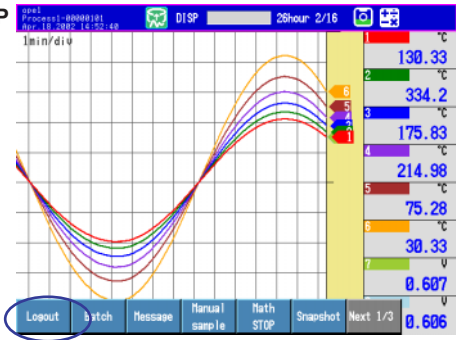 P
ope1
Process1-00000101
Apr.18.2002 14:52:40
DISP
26hour 2/16
1min/div
1 °C
130.33
2 °C
334.2
3 °C
175.83
4 °C
214.98
5 °C
75.28
6 °C
30.33
7 V
0.607
V
0.606
6
5
4
1
Logout
Batch
Message
Manual
sample
Math
STOP
Snapshot
Next 1/3